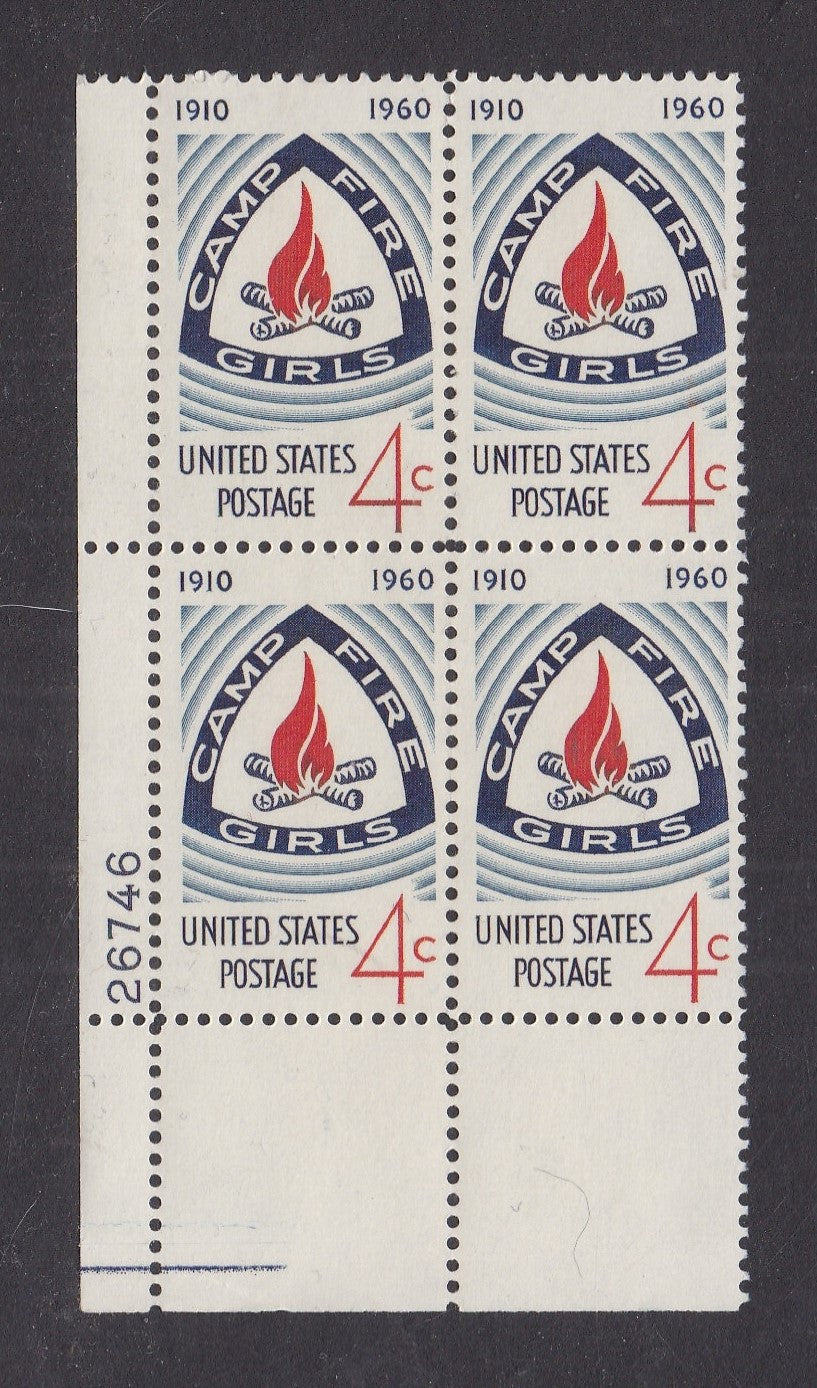 1910 1960
CAMP FIRE
GIRLS
UNITED STATES
POSTAGE 4c
1910 1960
CAMP FIRE
GIRLS
UNITED STATES
POSTAGE 4c
1910 1960
CAMP FIRE
GIRLS
UNITED STATES
POSTAGE 4c
1910 1960
CAMP FIRE
GIRLS
UNITED STATES
POSTAGE 4c
26746